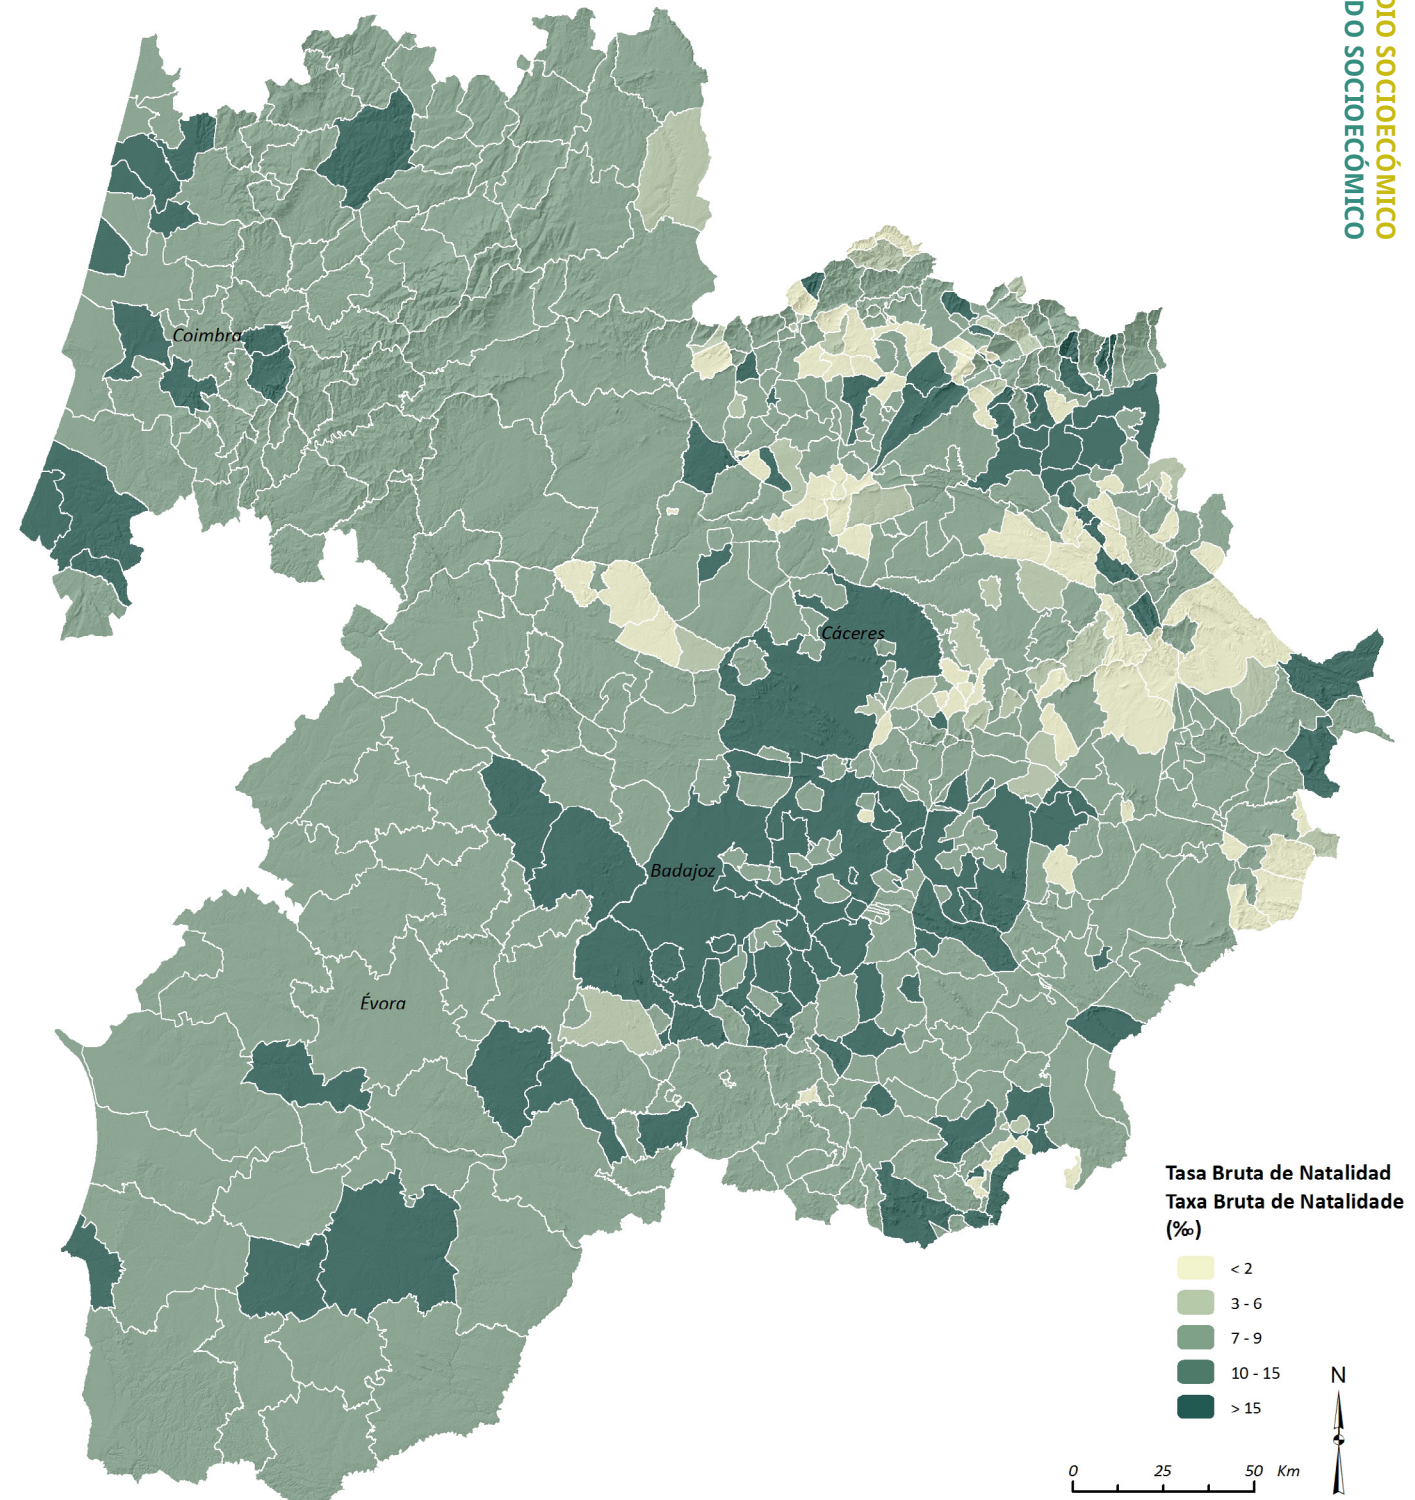 DIO SOCIOECÓMICO
DO SOCIOECÓMICO
Coimbra
Cáceres
Badajoz
Évora
Tasa Bruta de Natalidad
Taxa Bruta de Natalidade
(‰)
< 2
3 - 6
7 - 9
10 - 15
> 15
N
0 25 50 Km